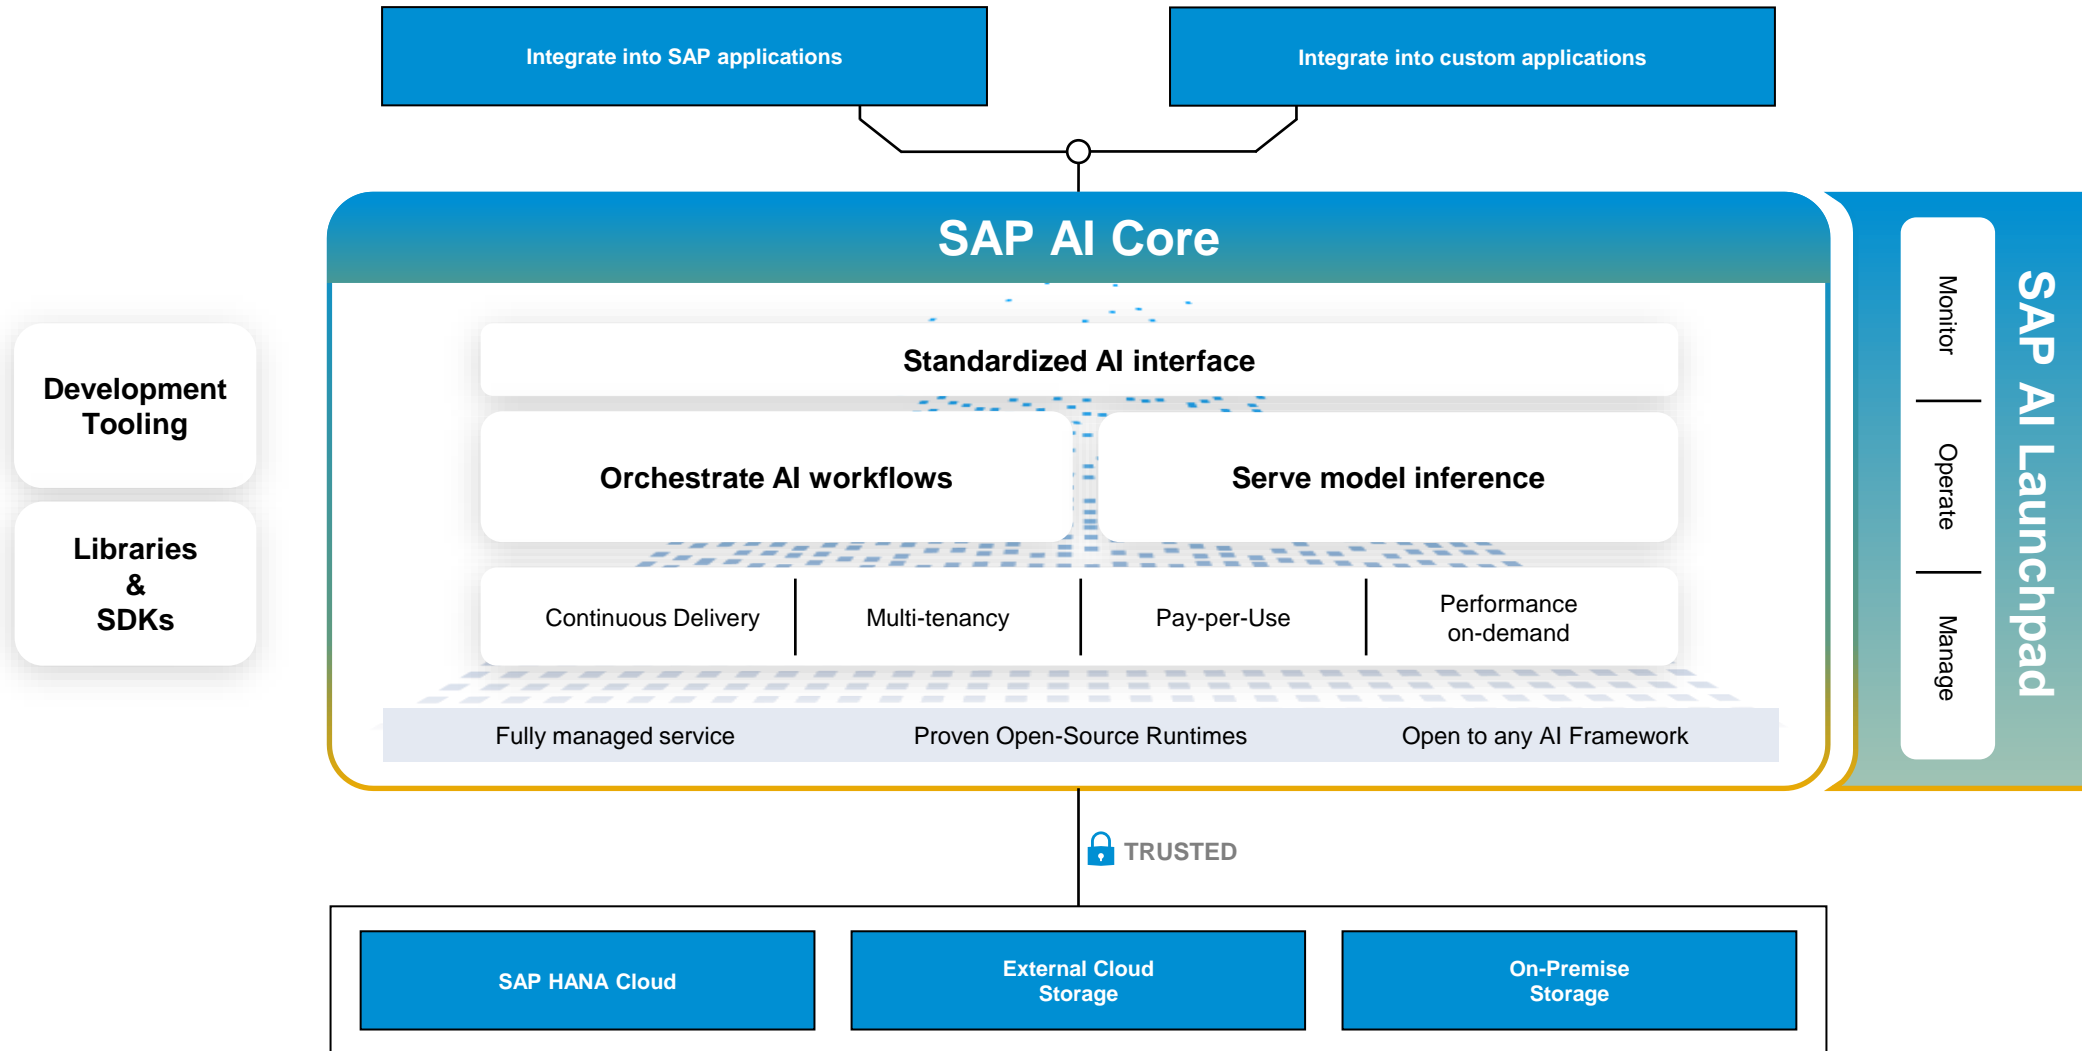 Integrate into SAP applications
Integrate into custom applications
SAP AI Core
Development
Tooling
Libraries
&
SDKs
Standardized AI interface
Orchestrate AI workflows
Serve model inference
Continuous Delivery
Multi-tenancy
Pay-per-Use
Performance
on-demand
Fully managed service
Proven Open-Source Runtimes
Open to any AI Framework
Monitor
Operate
Manage
SAP AI Launchpad
TRUSTED
SAP HANA Cloud
External Cloud
Storage
On-Premise
Storage